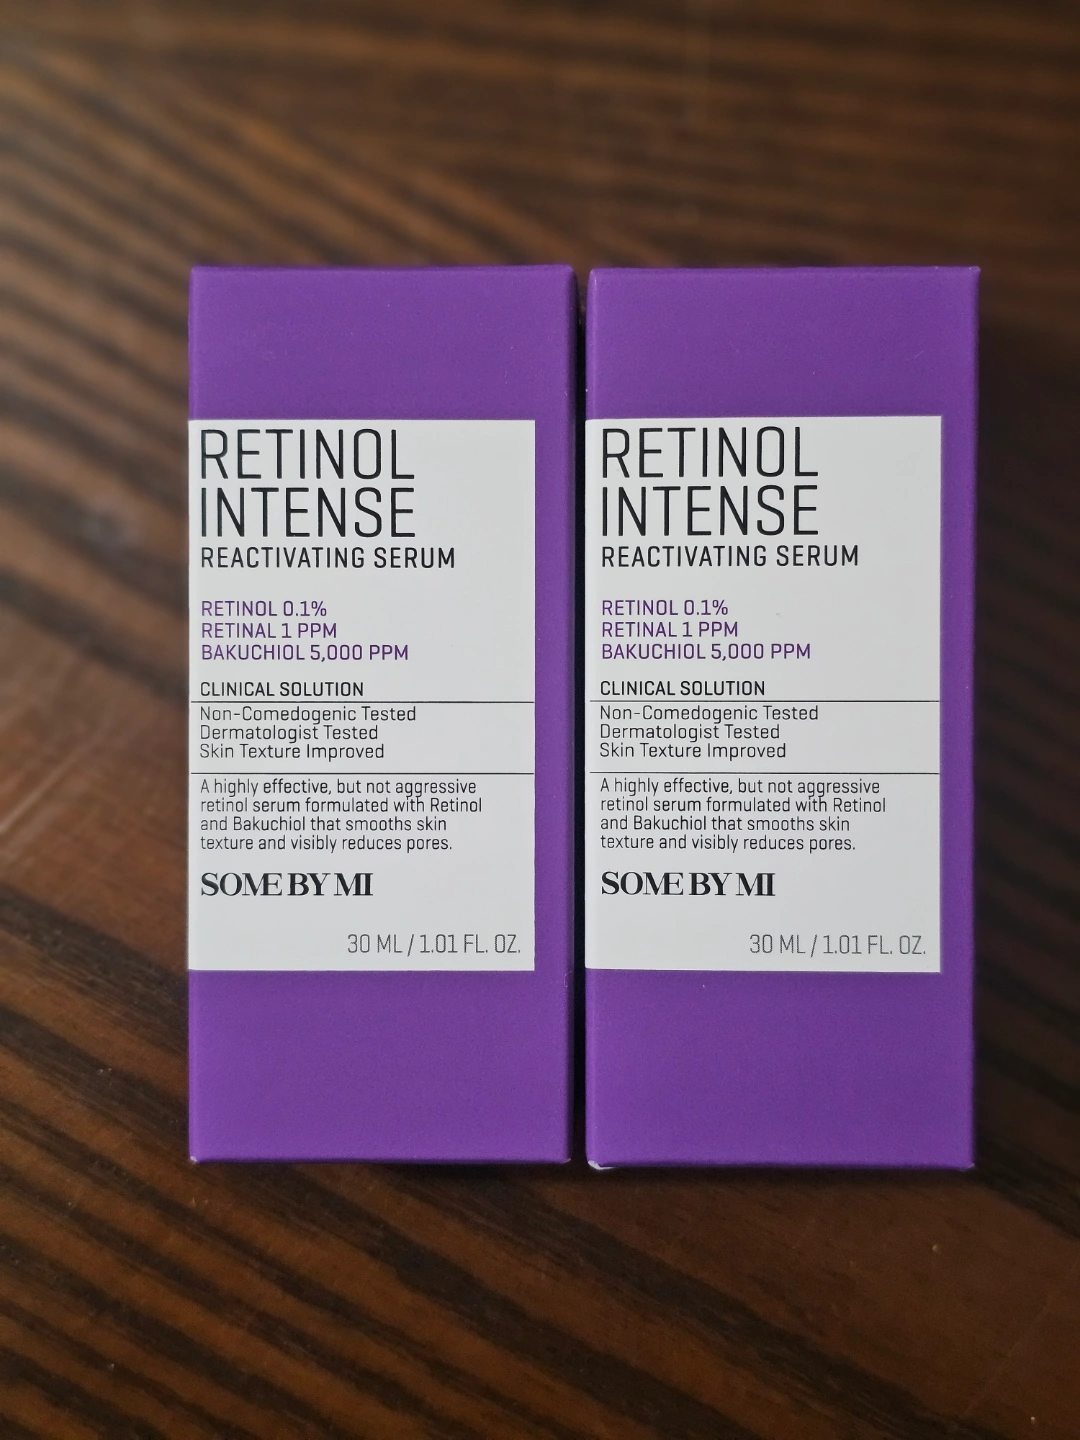 RETINOL
INTENSE
REACTIVATING SERUM
RETINOL 0.1%
RETINAL 1 PPM
BAKUCHIOL 5,000 PPM
CLINICAL SOLUTION
Non-Comedogenic Tested
Dermatologist Tested
Skin Texture Improved
A highly effective, but not aggressive
retinol serum formulated with Retinol
and Bakuchiol that smooths skin
texture and visibly reduces pores.
SOME BY MI
30 ML / 1.01 FL. OZ.
RETINOL
INTENSE
REACTIVATING SERUM
RETINOL 0.1%
RETINAL 1 PPM
BAKUCHIOL 5,000 PPM
CLINICAL SOLUTION
Non-Comedogenic Tested
Dermatologist Tested
Skin Texture Improved
A highly effective, but not aggressive
retinol serum formulated with Retinol
and Bakuchiol that smooths skin
texture and visibly reduces pores.
SOME BY MI
30 ML / 1.01 FL. OZ.